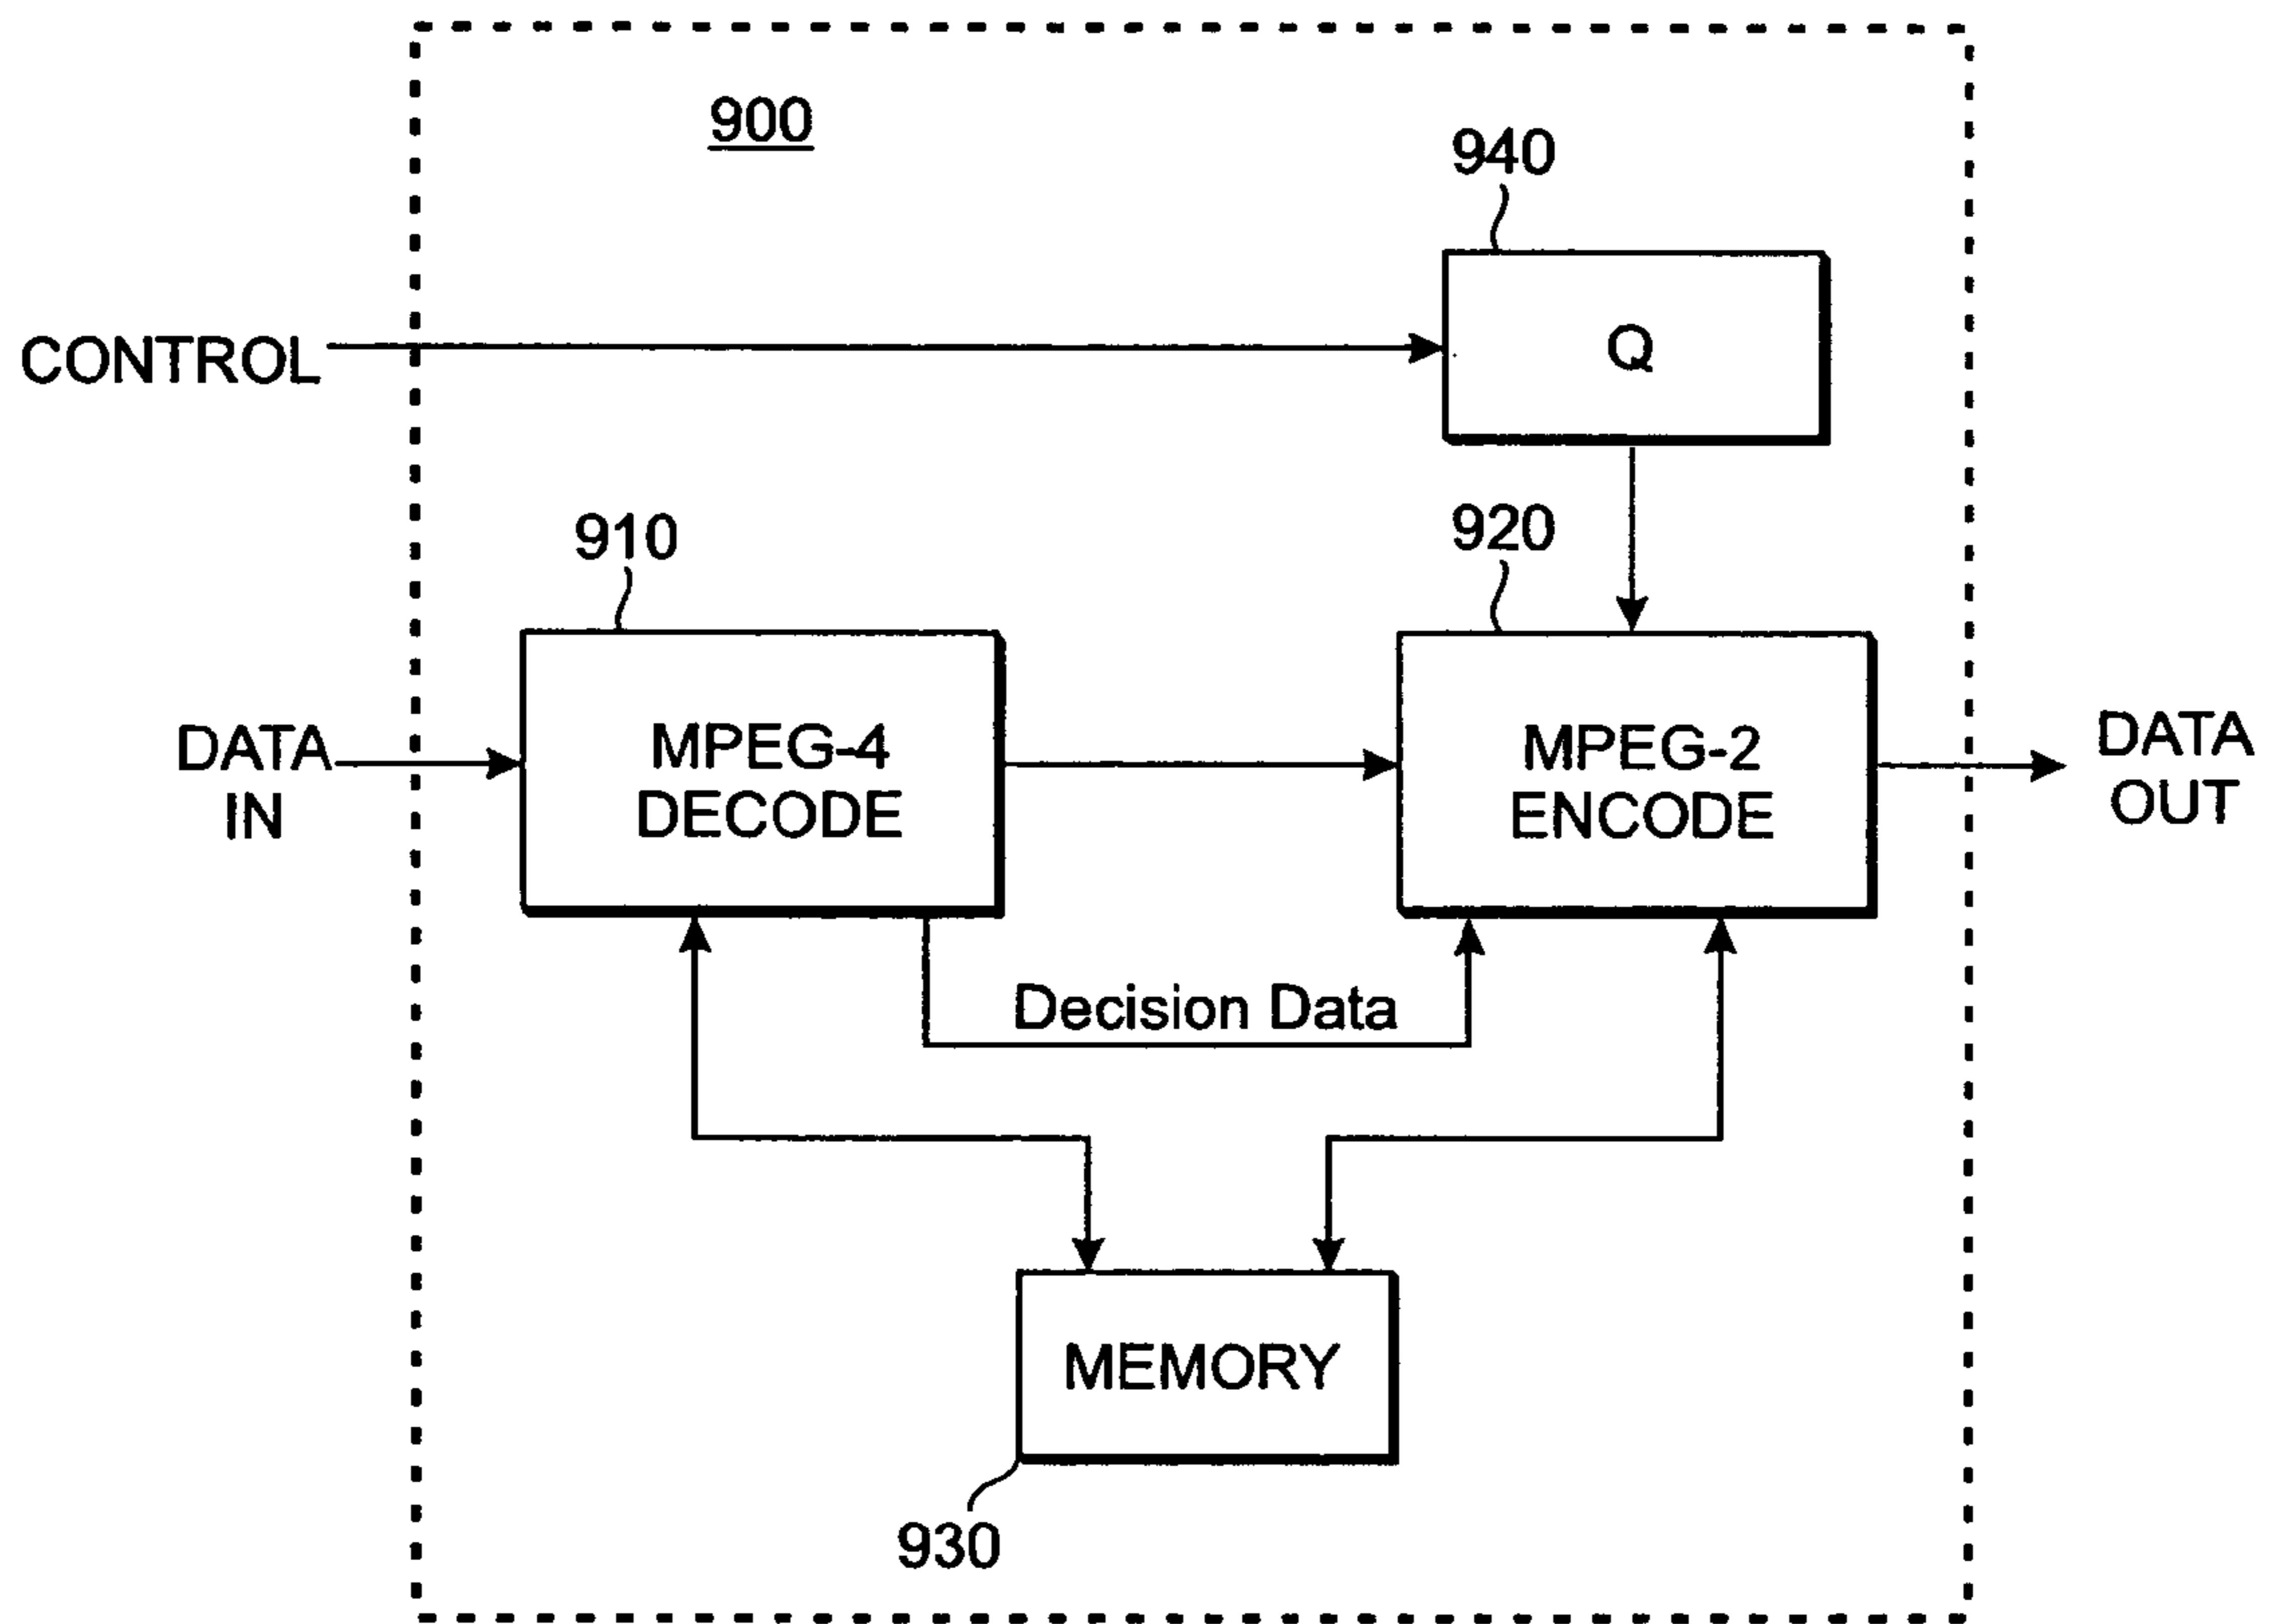 900
940
CONTROL
Q
910
920
DATA
IN
MPEG-4
DECODE
MPEG-2
ENCODE
DATA
OUT
Decision Data
MEMORY
930